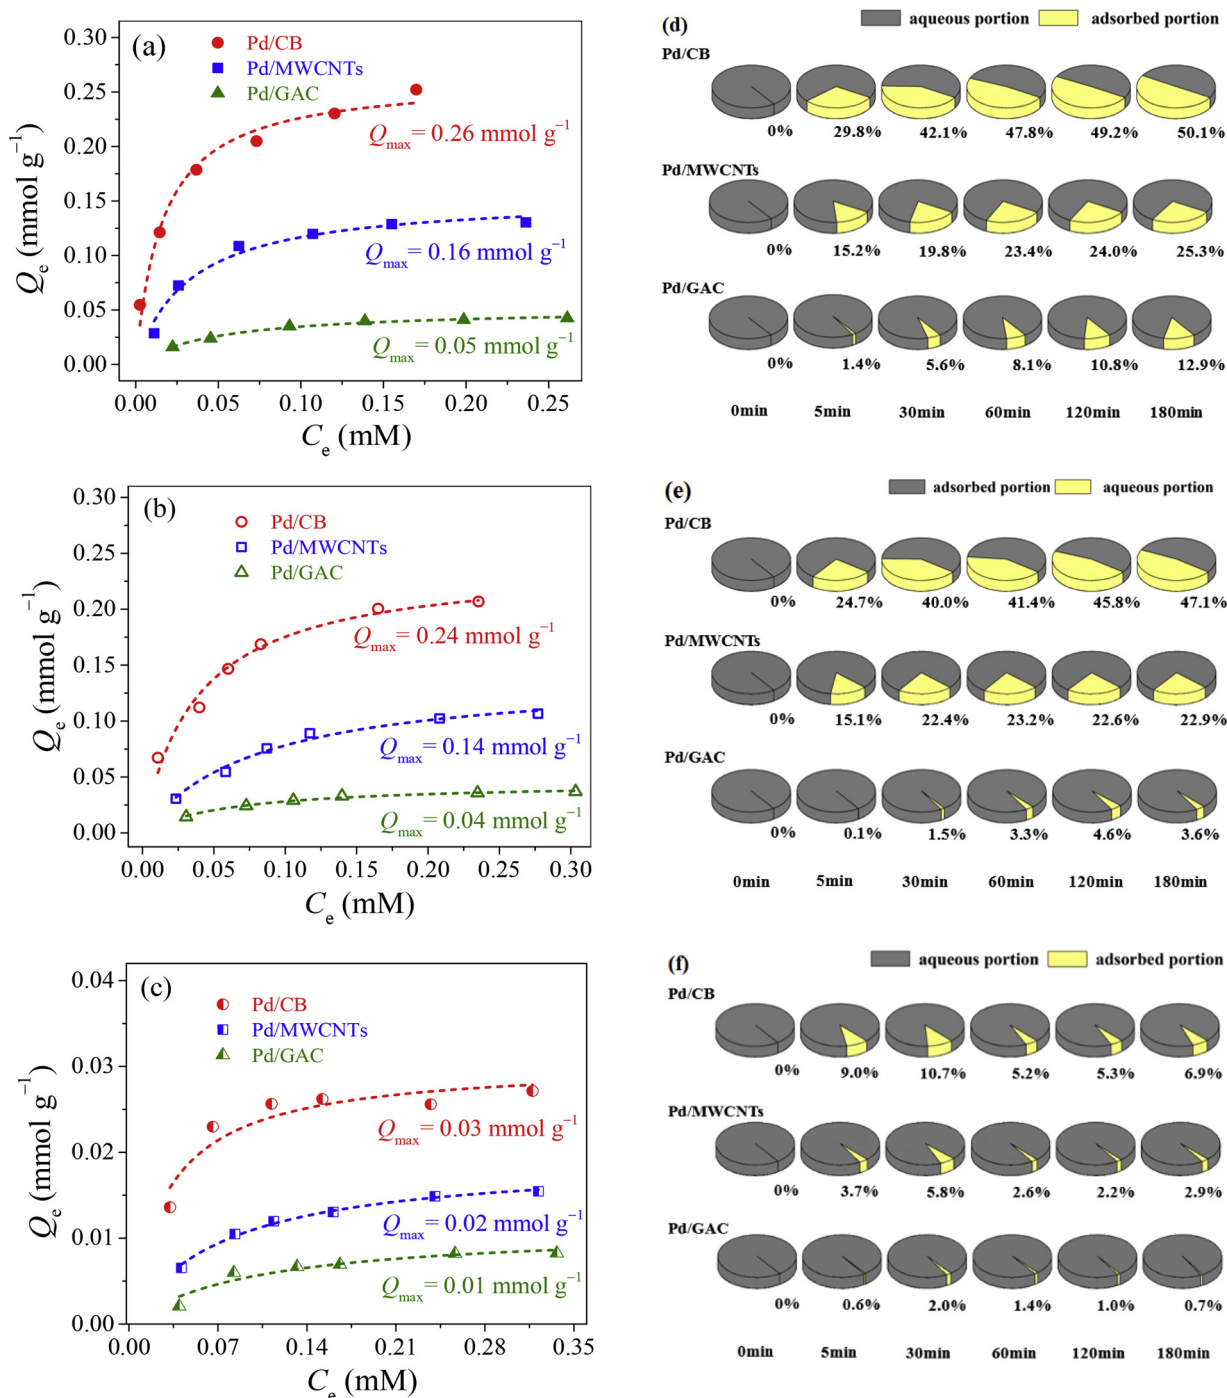 (a)
Pd/CB
Pd/MWCNTs
Pd/GAC
0.30
0.25
0.20
0.15
0.10
0.05
0.00
Qe (mmol g−1)
Qmax = 0.26 mmol g−1
Qmax = 0.16 mmol g−1
Qmax = 0.05 mmol g−1
0.00 0.05 0.10 0.15 0.20 0.25
Ce (mM)
(b)
Pd/CB
Pd/MWCNTs
Pd/GAC
0.30
0.25
0.20
0.15
0.10
0.05
0.00
Qe (mmol g−1)
Qmax = 0.24 mmol g−1
Qmax = 0.14 mmol g−1
Qmax = 0.04 mmol g−1
0.00 0.05 0.10 0.15 0.20 0.25 0.30
Ce (mM)
(c)
Pd/CB
Pd/MWCNTs
Pd/GAC
0.04
0.03
0.02
0.01
0.00
Qe (mmol g−1)
Qmax = 0.03 mmol g−1
Qmax = 0.02 mmol g−1
Qmax = 0.01 mmol g−1
0.00 0.07 0.14 0.21 0.28 0.35
Ce (mM)
(d)
aqueous portion adsorbed portion
Pd/CB
0% 29.8% 42.1% 47.8% 49.2% 50.1%
Pd/MWCNTs
0% 15.2% 19.8% 23.4% 24.0% 25.3%
Pd/GAC
0% 1.4% 5.6% 8.1% 10.8% 12.9%
0min 5min 30min 60min 120min 180min
(e)
adsorbed portion aqueous portion
Pd/CB
0% 24.7% 40.0% 41.4% 45.8% 47.1%
Pd/MWCNTs
0% 15.1% 22.4% 23.2% 22.6% 22.9%
Pd/GAC
0% 0.1% 1.5% 3.3% 4.6% 3.6%
0min 5min 30min 60min 120min 180min
(f)
aqueous portion adsorbed portion
Pd/CB
0% 9.0% 10.7% 5.2% 5.3% 6.9%
Pd/MWCNTs
0% 3.7% 5.8% 2.6% 2.2% 2.9%
Pd/GAC
0% 0.6% 2.0% 1.4% 1.0% 0.7%
0min 5min 30min 60min 120min 180min